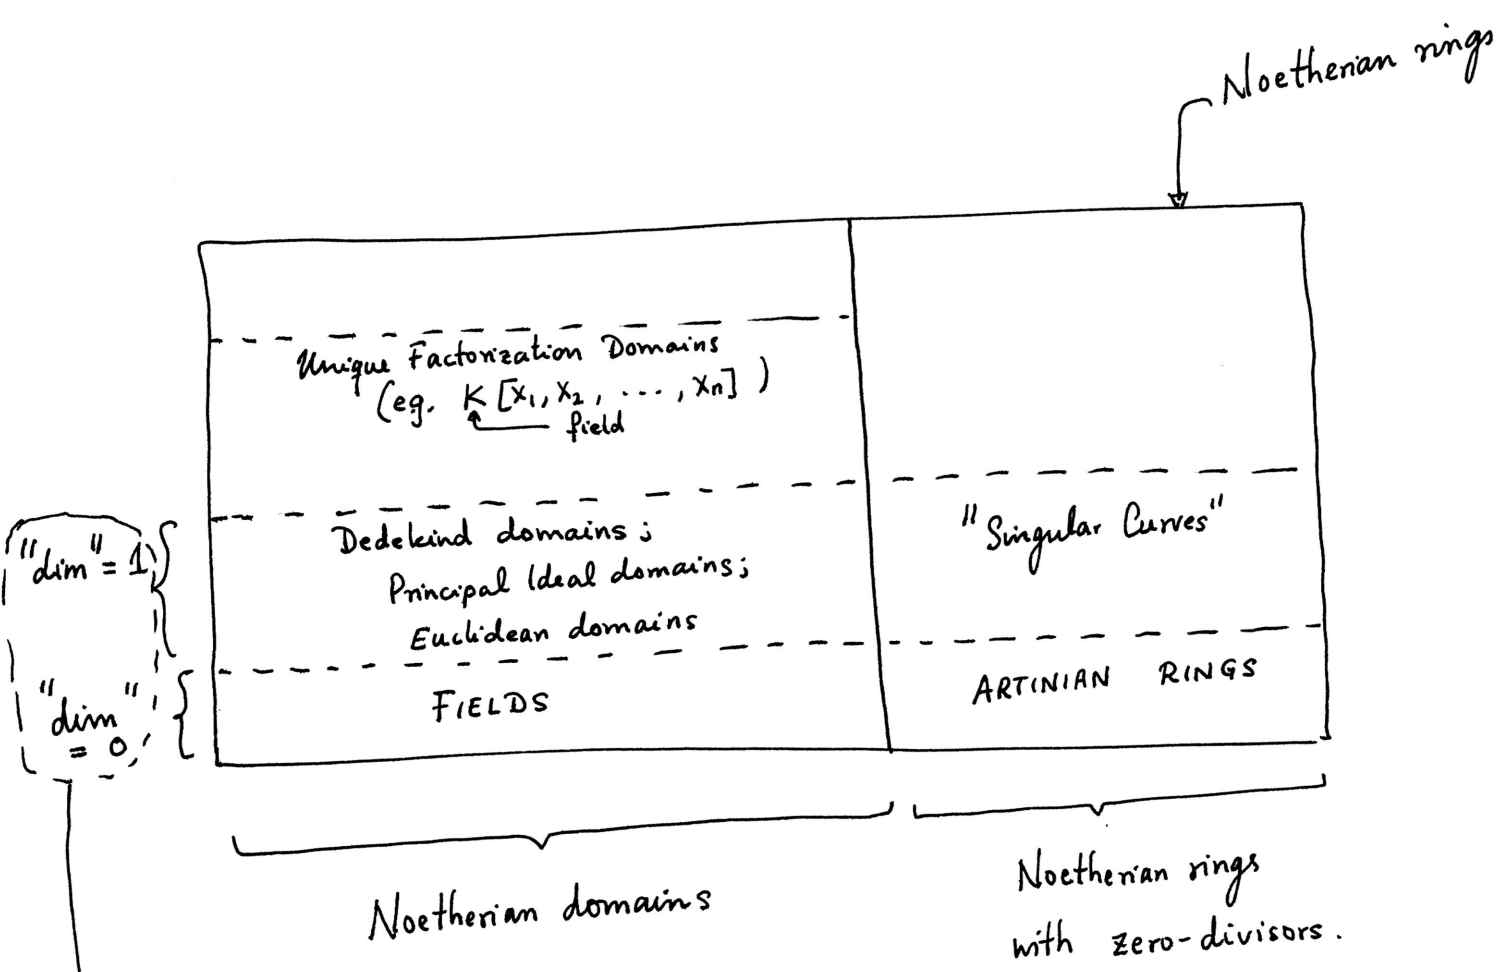 Noetherian rings
Unique Factorization Domains
(eg. K [x₁, x₂, ..., xₙ] )
field
Dedekind domains;
Principal Ideal domains;
Euclidean domains
"Singular Curves"
"dim" = 1
FIELDS
ARTINIAN RINGS
"dim"
= 0
Noetherian domains
Noetherian rings
with zero-divisors.